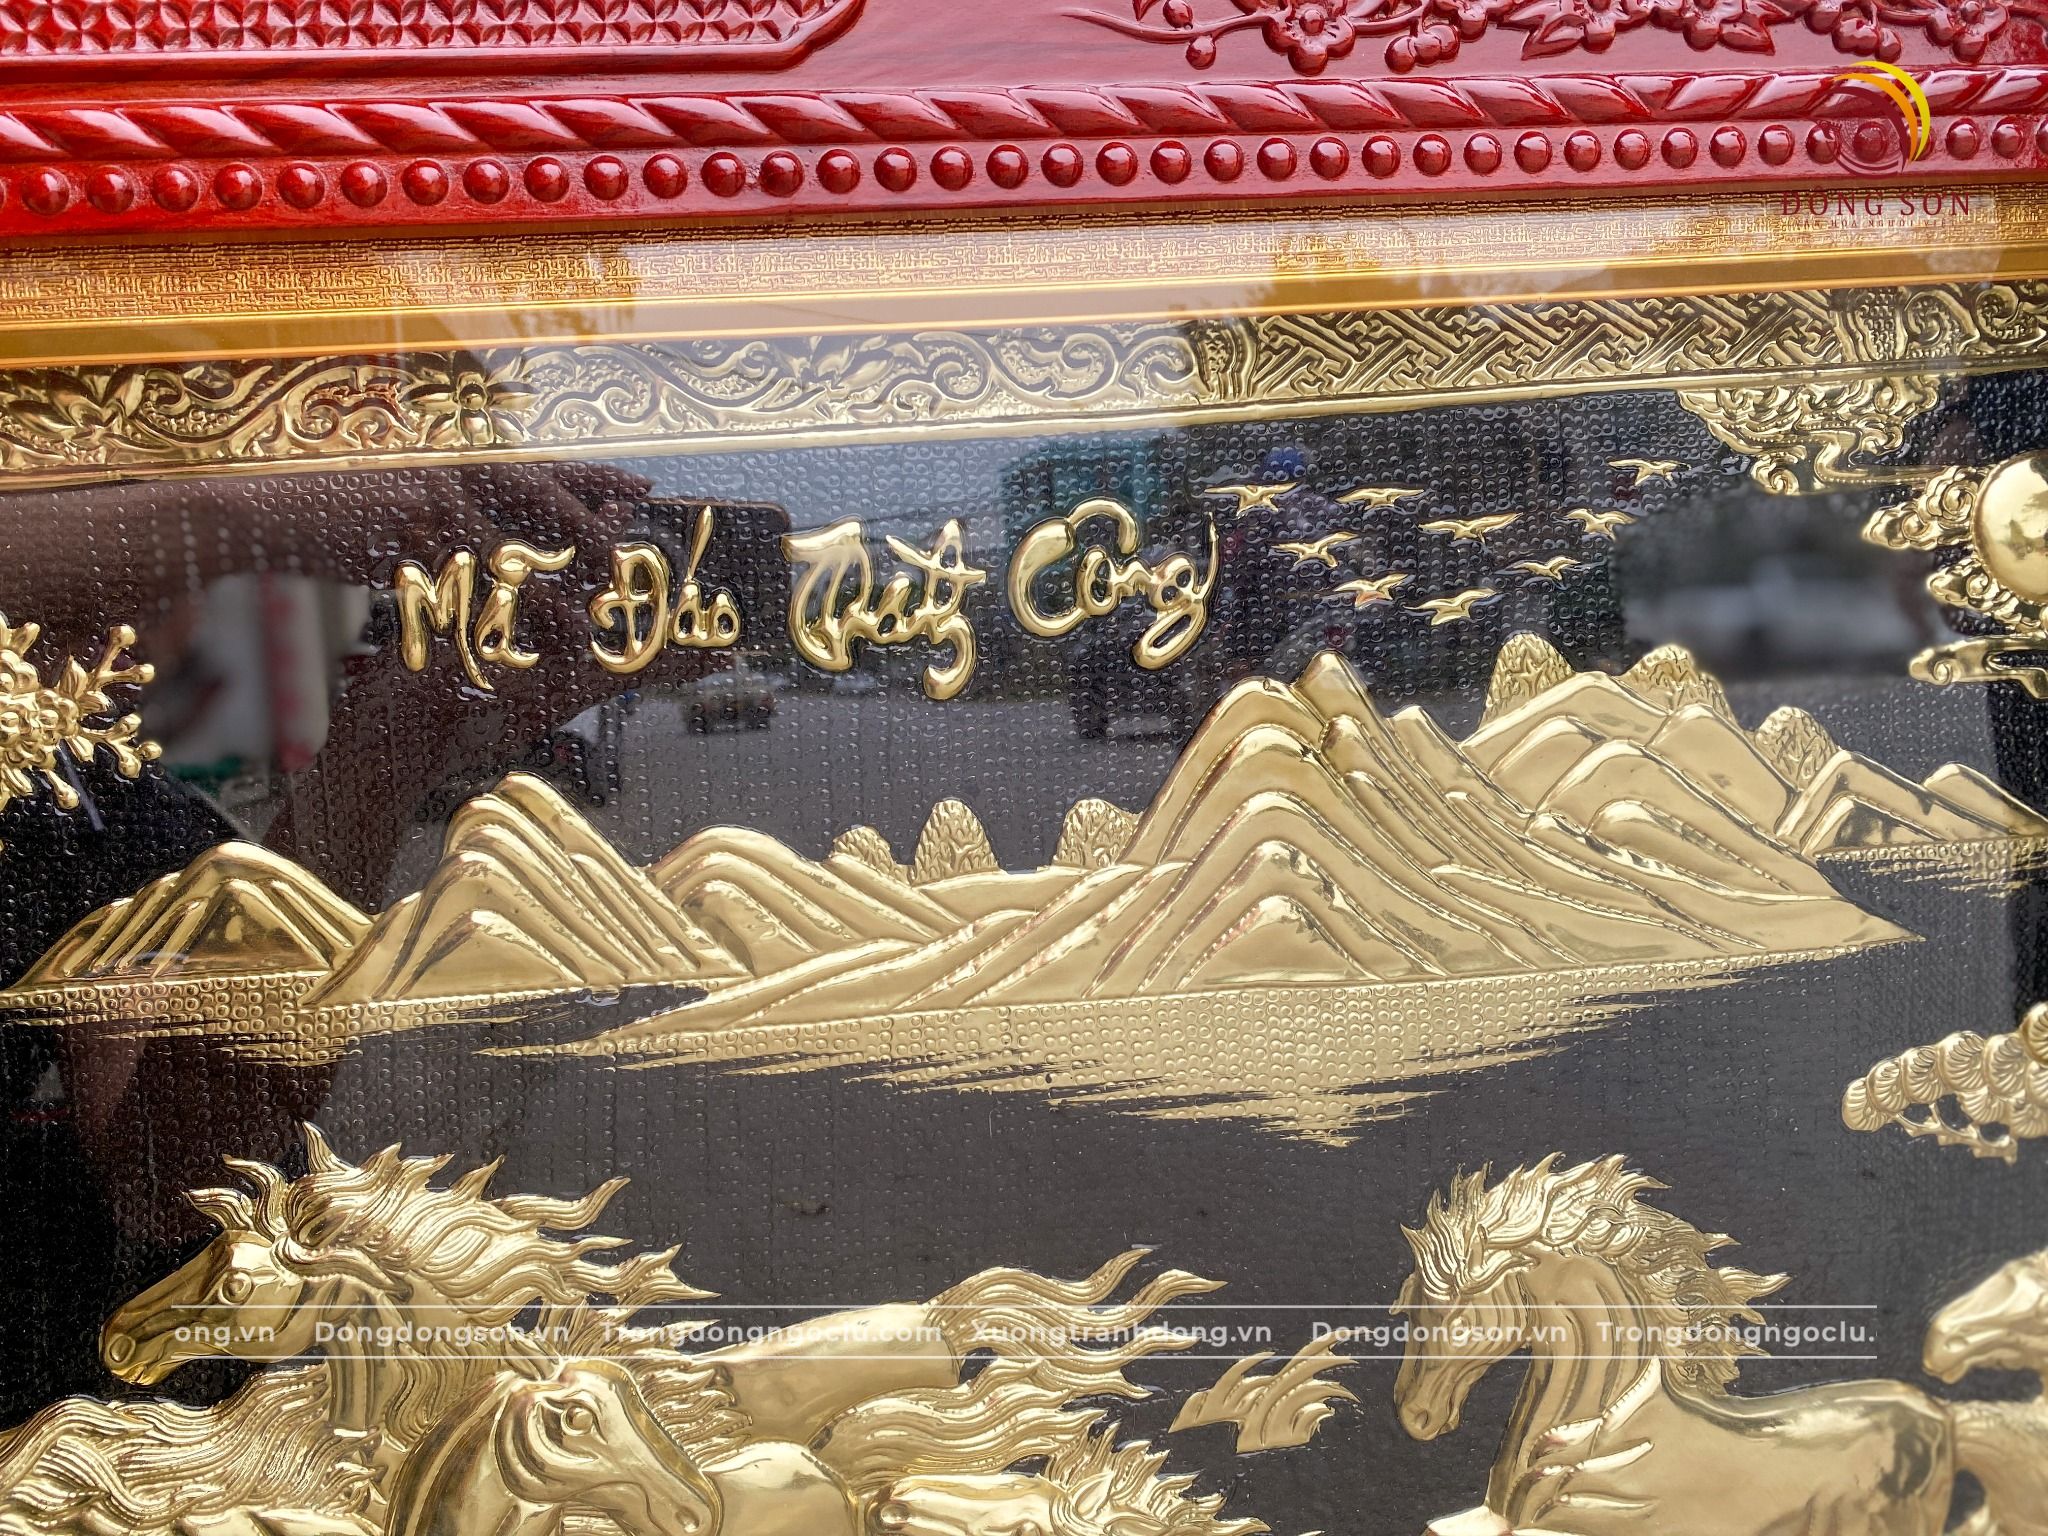 ĐÔNG SƠN
Mã Đáo Thành Công
ong.vn Dongdongson.vn Trongdongngoclu.com Xuongtranhdong.vn Dongdongson.vn Trongdongngoclu.